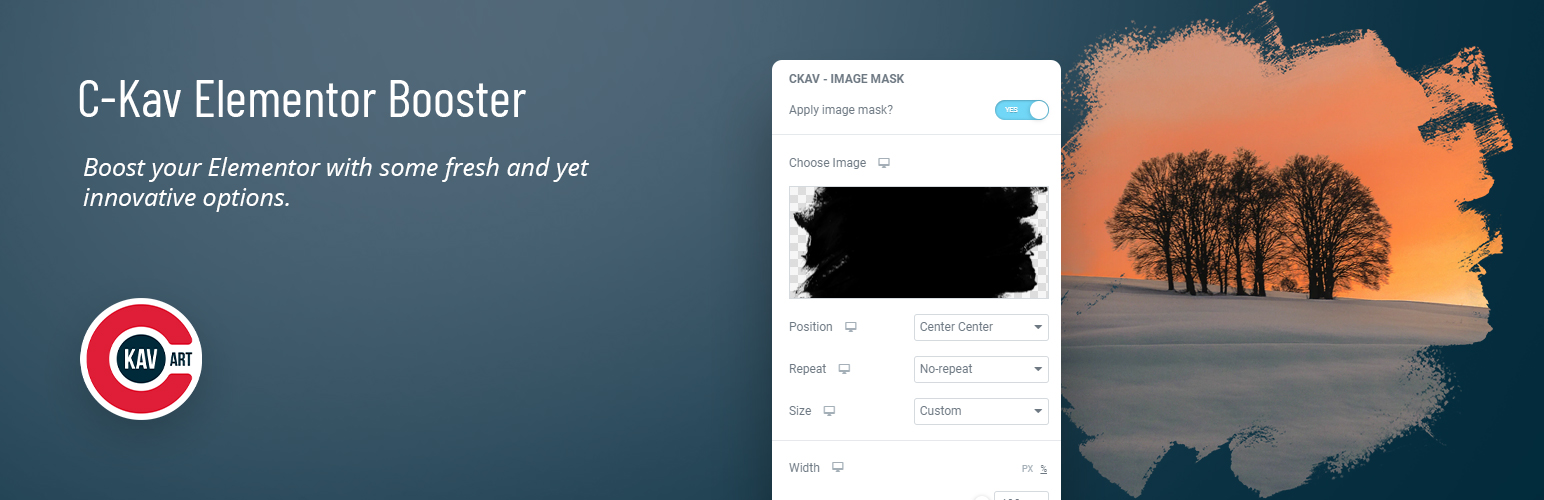 C-Kav Elementor Booster
Boost your Elementor with some fresh and yet
innovative options.
KAV ART
CKAV - IMAGE MASK
Apply image mask?
YES
Choose Image
Position
Center Center
Repeat
No-repeat
Size
Custom
Width
PX %